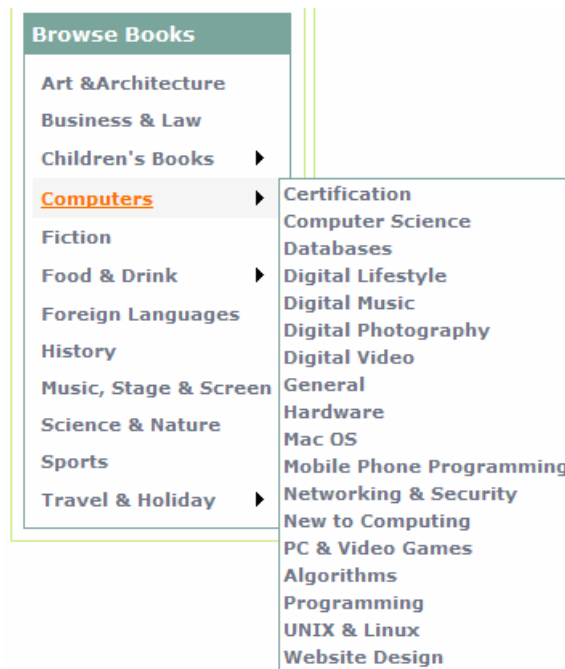 Browse Books
Art &Architecture
Business & Law
Children's Books
Computers
Fiction
Food & Drink
Foreign Languages
History
Music, Stage & Screen
Science & Nature
Sports
Travel & Holiday
Certification
Computer Science
Databases
Digital Lifestyle
Digital Music
Digital Photography
Digital Video
General
Hardware
Mac OS
Mobile Phone Programming
Networking & Security
New to Computing
PC & Video Games
Algorithms
Programming
UNIX & Linux
Website Design